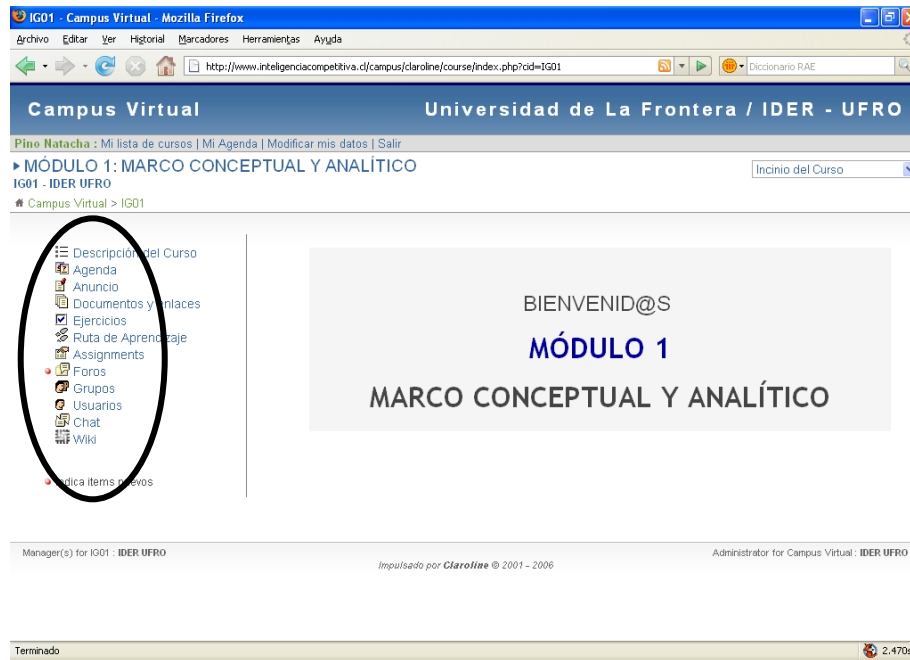 IG01 - Campus Virtual - Mozilla Firefox
Archivo Editar Ver Historial Marcadores Herramientas Ayuda
http://www.inteligenciacompetitiva.cl/campus/claroline/course/index.php?cid=IG01 Diccionario RAE
Campus Virtual Universidad de La Frontera / IDER - UFRO
Pino Natacha : Mi lista de cursos | Mi Agenda | Modificar mis datos | Salir
MÓDULO 1: MARCO CONCEPTUAL Y ANALÍTICO
IG01 - IDER UFRO
Incinio del Curso
Campus Virtual > IG01
Descripción del Curso
Agenda
Anuncio
Documentos y enlaces
Ejercicios
Ruta de Aprendizaje
Assignments
Foros
Grupos
Usuarios
Chat
Wiki
indica items nuevos
BIENVENID@S
MÓDULO 1
MARCO CONCEPTUAL Y ANALÍTICO
Manager(s) for IG01 : IDER UFRO
Administrator for Campus Virtual : IDER UFRO
Impulsado por Claroline © 2001 - 2006
Terminado 2.470s